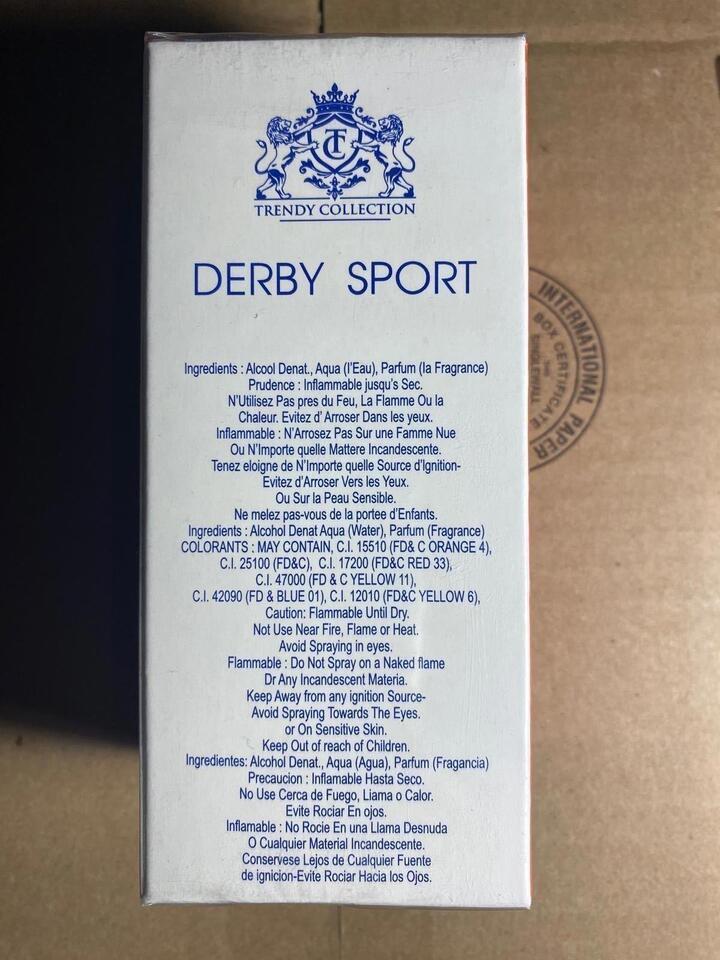 TC
TRENDY COLLECTION
DERBY SPORT
Ingredients : Alcool Denat., Aqua (l'Eau), Parfum (la Fragrance)
Prudence : Inflammable jusqu's Sec.
N'Utilisez Pas pres du Feu, La Flamme Ou la
Chaleur. Evitez d' Arroser Dans les yeux.
Inflammable : N'Arrosez Pas Sur une Famme Nue
Ou N'Importe quelle Mattere Incandescente.
Tenez eloigne de N'Importe quelle Source d'Ignition-
Evitez d'Arroser Vers les Yeux.
Ou Sur la Peau Sensible.
Ne melez pas-vous de la portee d'Enfants.
Ingredients : Alcohol Denat Aqua (Water), Parfum (Fragrance)
COLORANTS : MAY CONTAIN, C.I. 15510 (FD& C ORANGE 4),
C.I. 25100 (FD&C), C.I. 17200 (FD&C RED 33),
C.I. 47000 (FD & C YELLOW 11),
C.I. 42090 (FD & BLUE 01), C.I. 12010 (FD&C YELLOW 6),
Caution: Flammable Until Dry.
Not Use Near Fire, Flame or Heat.
Avoid Spraying in eyes.
Flammable : Do Not Spray on a Naked flame
Dr Any Incandescent Materia.
Keep Away from any ignition Source-
Avoid Spraying Towards The Eyes.
or On Sensitive Skin.
Keep Out of reach of Children.
Ingredientes: Alcohol Denat., Aqua (Agua), Parfum (Fragancia)
Precaucion : Inflamable Hasta Seco.
No Use Cerca de Fuego, Liama o Calor.
Evite Rociar En ojos.
Inflamable : No Rocie En una Llama Desnuda
O Cualquier Material Incandescente.
Conservese Lejos de Cualquier Fuente
de ignicion-Evite Rociar Hacia los Ojos.
INTERNATIONAL PAPER
BOX CERTIFICATE
THIS
SINGLEWALL